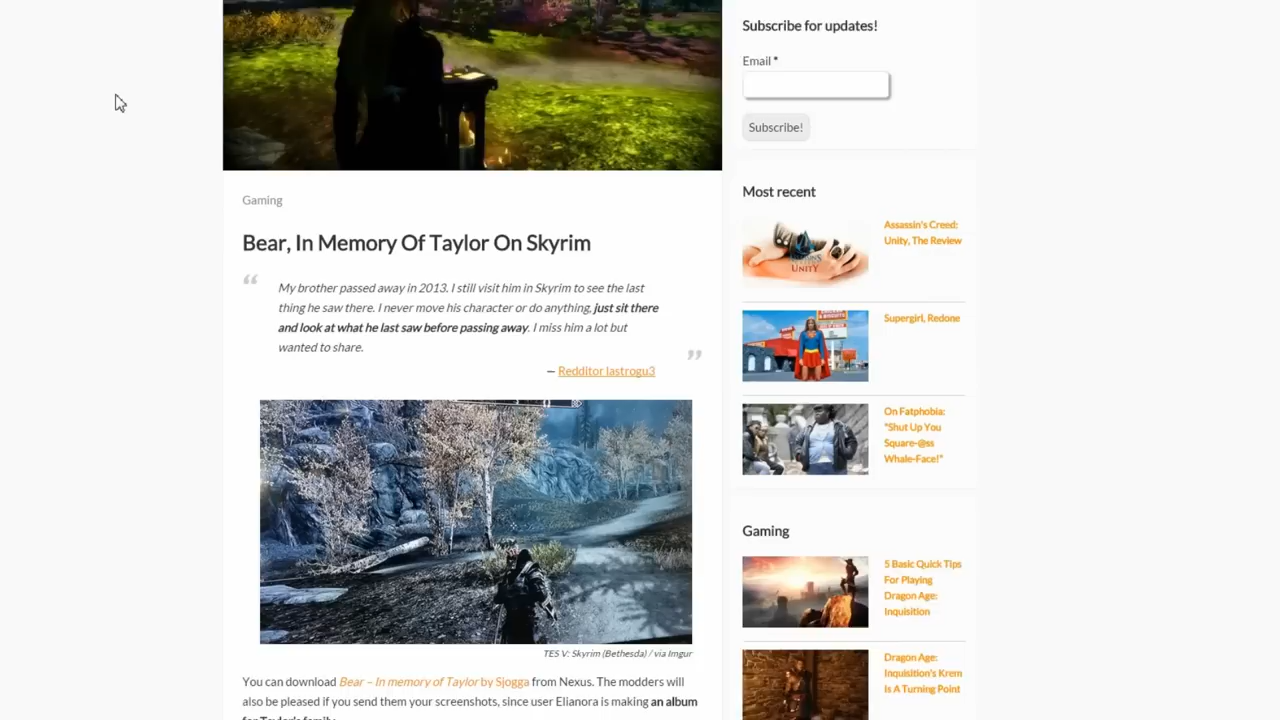 Subscribe for updates!
Email *
Subscribe!
Most recent
Assassin's Creed:
Unity, The Review
UNITY
Supergirl, Redone
On Fatphobia:
"Shut Up You
Square-@ss
Whale-Face!"
Gaming
5 Basic Quick Tips
For Playing
Dragon Age:
Inquisition
Dragon Age:
Inquisition's Krem
Is A Turning Point
Gaming
Bear, In Memory Of Taylor On Skyrim
“ My brother passed away in 2013. I still visit him in Skyrim to see the last
thing he saw there. I never move his character or do anything, just sit there
and look at what he last saw before passing away. I miss him a lot but
wanted to share. ”
— Redditor lastrogu3
TES V: Skyrim (Bethesda) / via Imgur
You can download Bear – In memory of Taylor by Sjogga from Nexus. The modders will
also be pleased if you send them your screenshots, since user Elianora is making an album
for Taylor's family